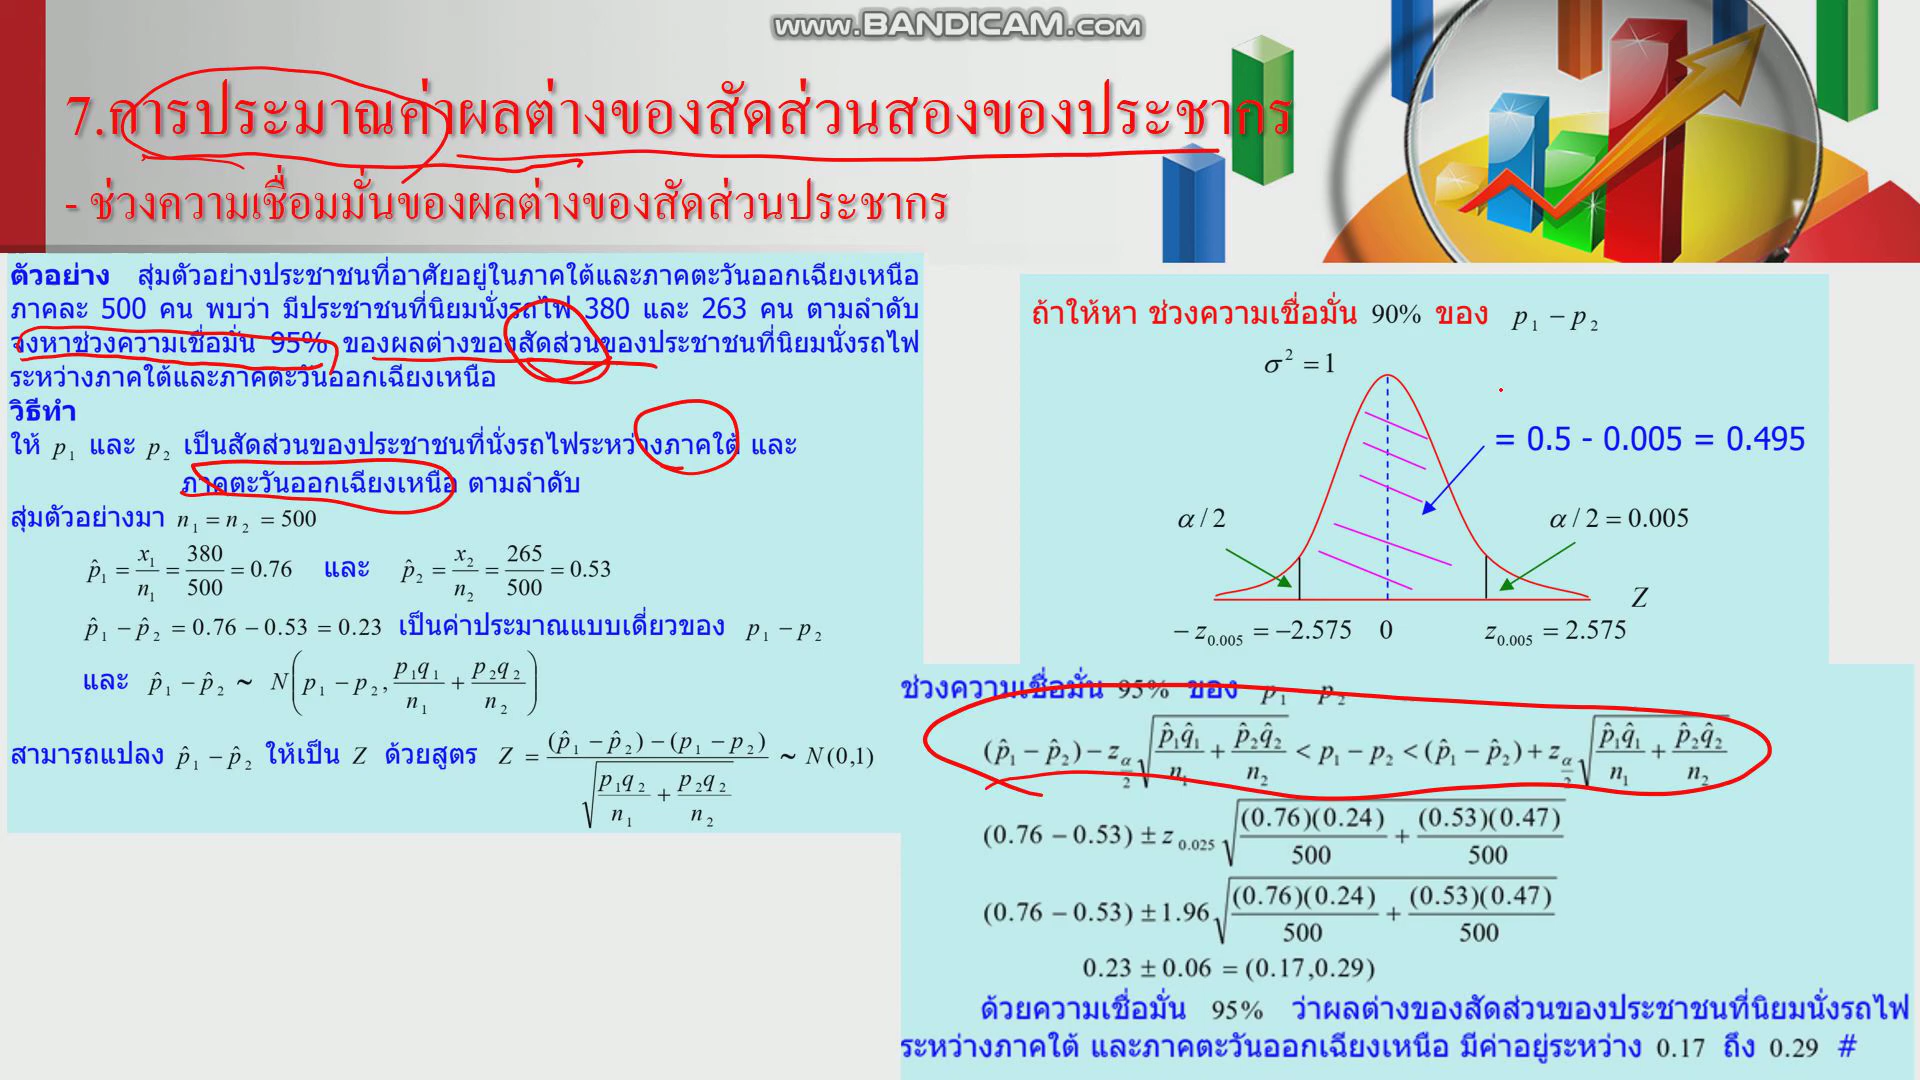 www.BANDICAM.com
7.การประมาณค่าผลต่างของสัดส่วนสองของประชากร
- ช่วงความเชื่อมมั่นของผลต่างของสัดส่วนประชากร
ตัวอย่าง สุ่มตัวอย่างประชาชนที่อาศัยอยู่ในภาคใต้และภาคตะวันออกเฉียงเหนือ
ภาคละ 500 คน พบว่า มีประชาชนที่นิยมนั่งรถไฟ 380 และ 263 คน ตามลำดับ
จงหาช่วงความเชื่อมั่น 95% ของผลต่างของสัดส่วนของประชาชนที่นิยมนั่งรถไฟ
ระหว่างภาคใต้และภาคตะวันออกเฉียงเหนือ
วิธีทำ
ให้ p₁ และ p₂ เป็นสัดส่วนของประชาชนที่นั่งรถไฟระหว่างภาคใต้ และ
ภาคตะวันออกเฉียงเหนือ ตามลำดับ
สุ่มตัวอย่างมา n₁ = n₂ = 500
p̂₁ = x₁/n₁ = 380/500 = 0.76 และ p̂₂ = x₂/n₂ = 265/500 = 0.53
p̂₁ − p̂₂ = 0.76 − 0.53 = 0.23 เป็นค่าประมาณแบบเดี่ยวของ p₁ − p₂
และ p̂₁ − p̂₂ ~ N(p₁ − p₂, p₁q₁/n₁ + p₂q₂/n₂)
สามารถแปลง p̂₁ − p̂₂ ให้เป็น Z ด้วยสูตร Z = ((p̂₁ − p̂₂) − (p₁ − p₂))/√(p₁q₂/n₁ + p₂q₂/n₂) ~ N(0,1)
ถ้าให้หา ช่วงความเชื่อมั่น 90% ของ p₁ − p₂
σ² = 1
= 0.5 - 0.005 = 0.495
α / 2
α / 2 = 0.005
Z
− z₀.₀₀₅ = −2.575 0 z₀.₀₀₅ = 2.575
ช่วงความเชื่อมั่น 95% ของ p₁ p₂
(p̂₁ − p̂₂) − z_{α/2}√(p̂₁q̂₁/n₁ + p̂₂q̂₂/n₂) < p₁ − p₂ < (p̂₁ − p̂₂) + z_{α/2}√(p̂₁q̂₁/n₁ + p̂₂q̂₂/n₂)
(0.76 − 0.53) ± z₀.₀₂₅ √((0.76)(0.24)/500 + (0.53)(0.47)/500)
(0.76 − 0.53) ± 1.96 √((0.76)(0.24)/500 + (0.53)(0.47)/500)
0.23 ± 0.06 = (0.17,0.29)
ด้วยความเชื่อมั่น 95% ว่าผลต่างของสัดส่วนของประชาชนที่นิยมนั่งรถไฟ
ระหว่างภาคใต้ และภาคตะวันออกเฉียงเหนือ มีค่าอยู่ระหว่าง 0.17 ถึง 0.29 #